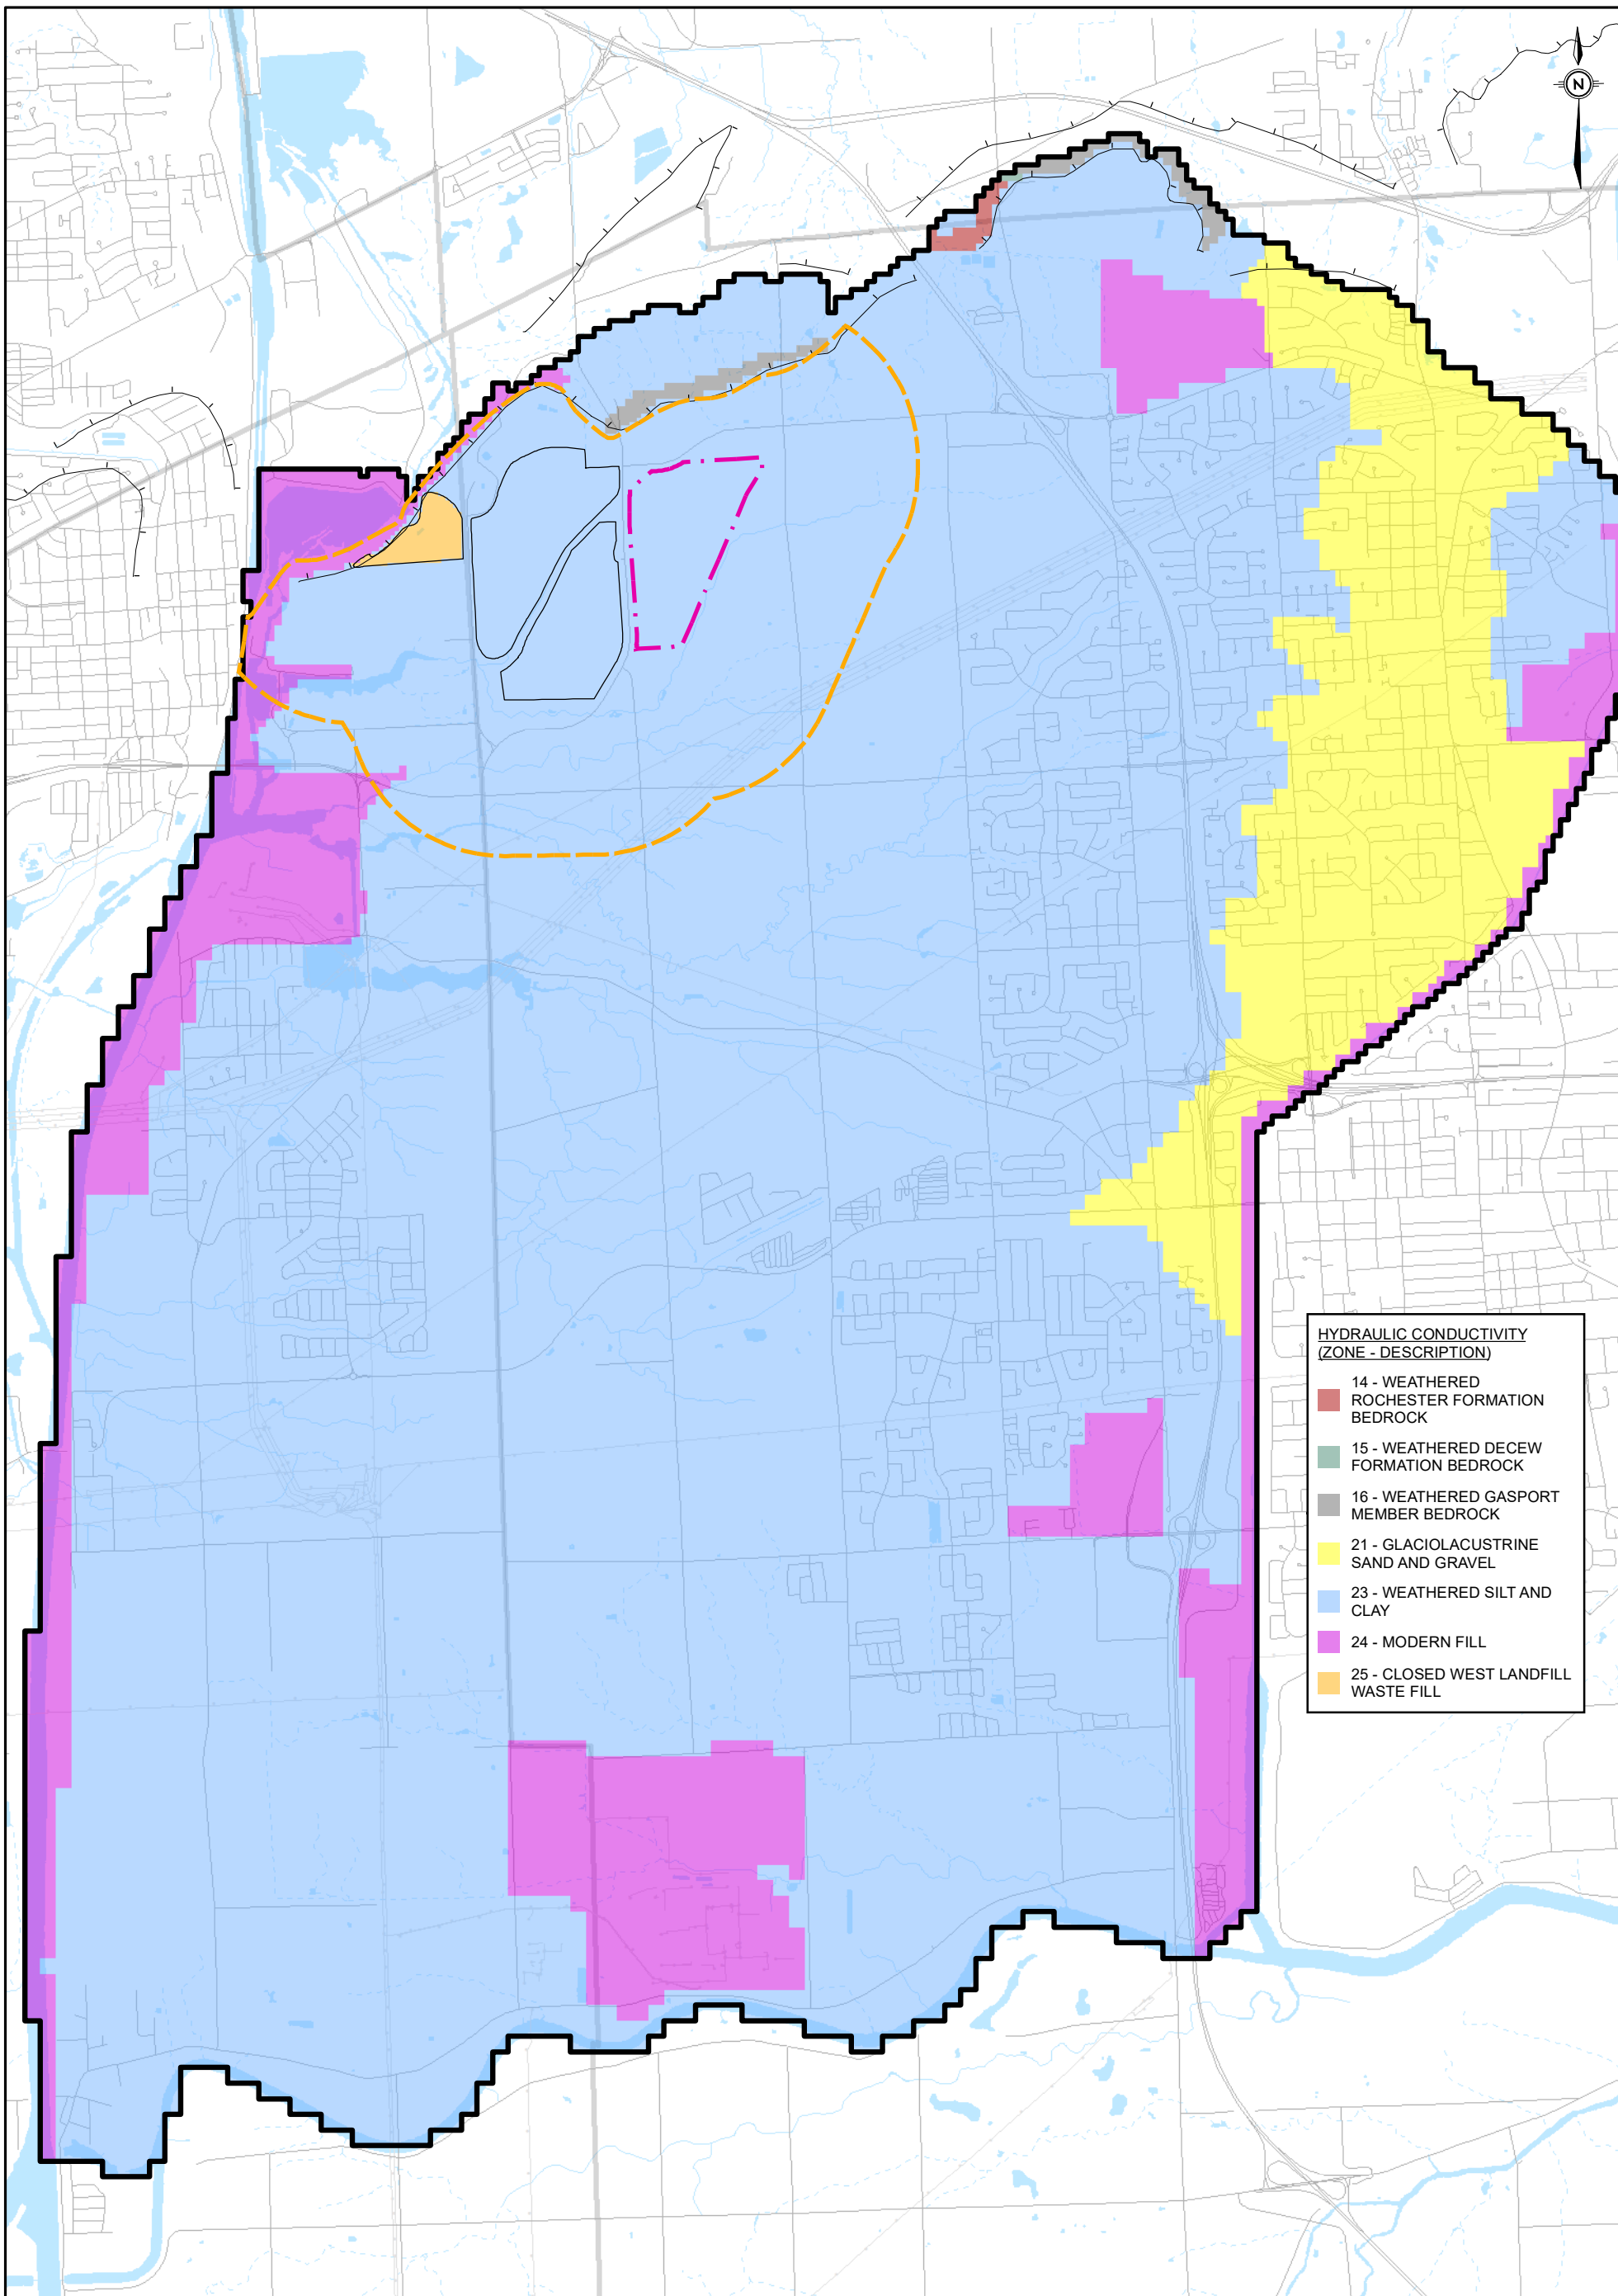 N
HYDRAULIC CONDUCTIVITY
(ZONE - DESCRIPTION)
14 - WEATHERED
ROCHESTER FORMATION
BEDROCK
15 - WEATHERED DECEW
FORMATION BEDROCK
16 - WEATHERED GASPORT
MEMBER BEDROCK
21 - GLACIOLACUSTRINE
SAND AND GRAVEL
23 - WEATHERED SILT AND
CLAY
24 - MODERN FILL
25 - CLOSED WEST LANDFILL
WASTE FILL